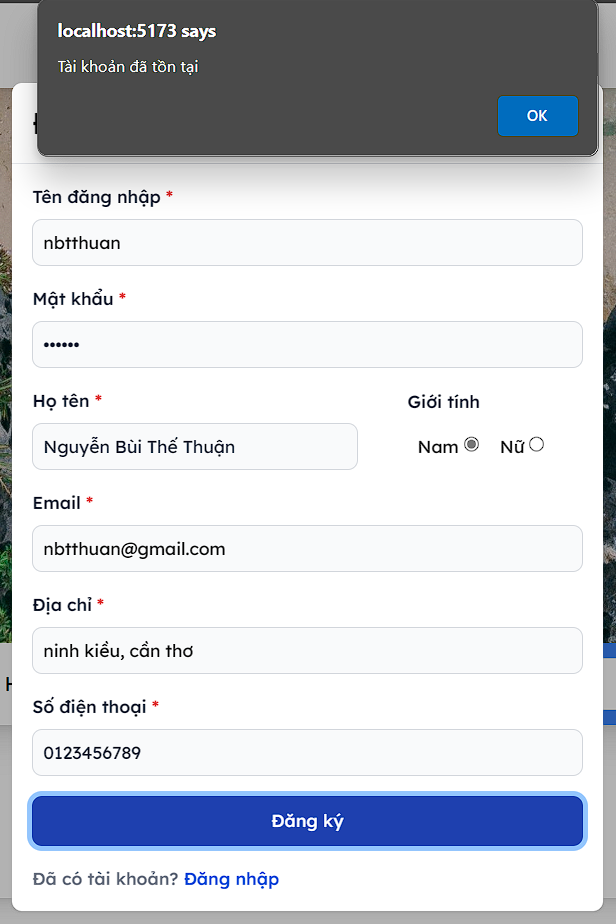 localhost:5173 says
Tài khoản đã tồn tại
OK
Tên đăng nhập *
nbtthuan
Mật khẩu *
••••••
Họ tên *
Giới tính
Nguyễn Bùi Thế Thuận
Nam
Nữ
Email *
nbtthuan@gmail.com
Địa chỉ *
ninh kiều, cần thơ
Số điện thoại *
0123456789
Đăng ký
Đã có tài khoản? Đăng nhập